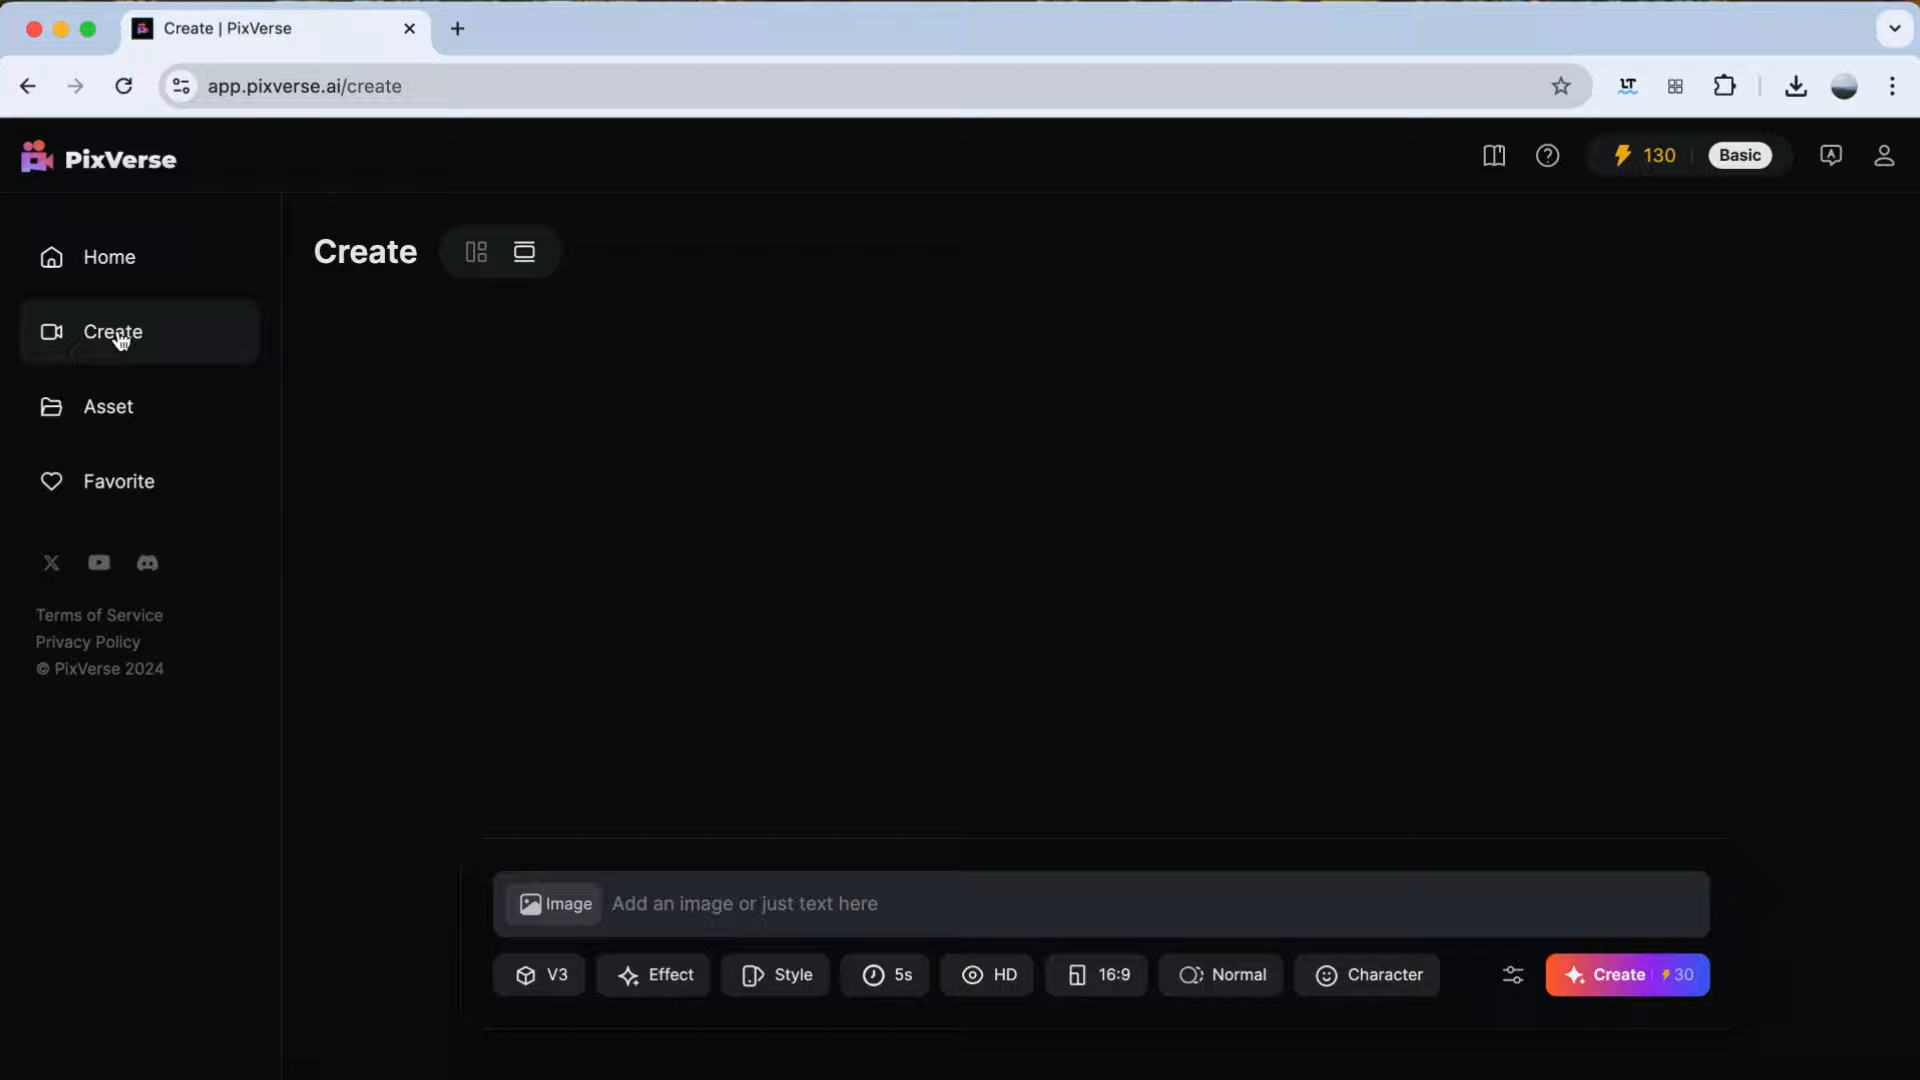 Create | PixVerse
app.pixverse.ai/create
LT
PixVerse
130
Basic
A
Home
Create
Create
Asset
Favorite
Terms of Service
Privacy Policy
© PixVerse 2024
Image
Add an image or just text here
V3
Effect
Style
5s
HD
16:9
Normal
Character
Create
30